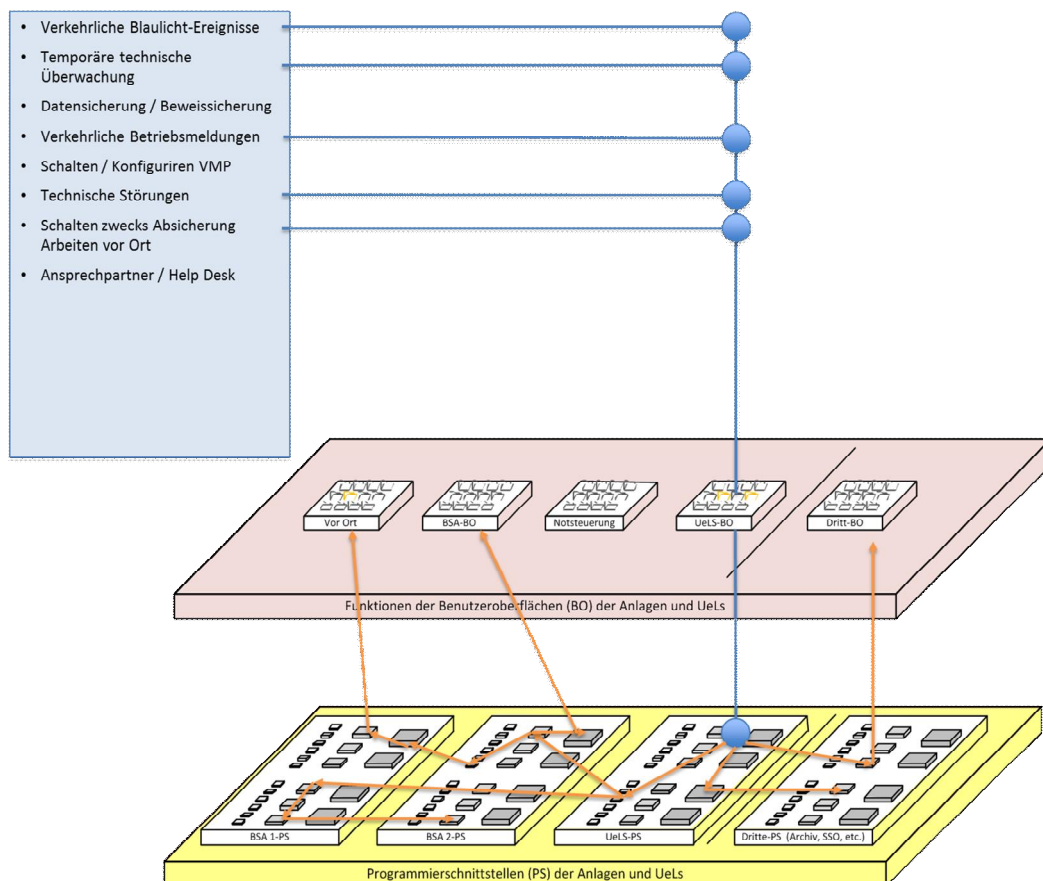 • Verkehrliche Blaulicht-Ereignisse
• Temporäre technische
Überwachung
• Datensicherung / Beweissicherung
• Verkehrliche Betriebsmeldungen
• Schalten / Konfiguriren VMP
• Technische Störungen
• Schalten zwecks Absicherung
Arbeiten vor Ort
• Ansprechpartner / Help Desk
Vor Ort
BSA-BO
Notsteuerung
UeLS-BO
Dritt-BO
Funktionen der Benutzeroberflächen (BO) der Anlagen und UeLs
BSA 1-PS
BSA 2-PS
UeLS-PS
Dritte-PS (Archiv, SSO, etc.)
Programmierschnittstellen (PS) der Anlagen und UeLs